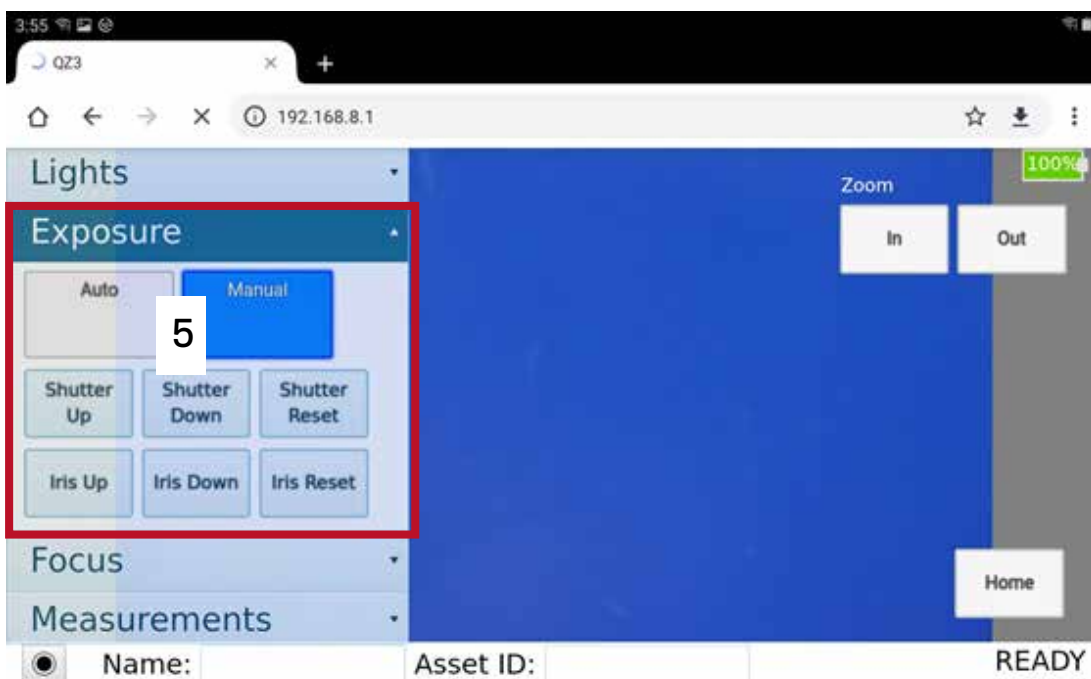 3:55
QZ3
192.168.8.1
Lights
100%
Zoom
Exposure
In Out
Auto Manual
5
Shutter Up Shutter Down Shutter Reset
Iris Up Iris Down Iris Reset
Focus
Home
Measurements
Name: Asset ID: READY